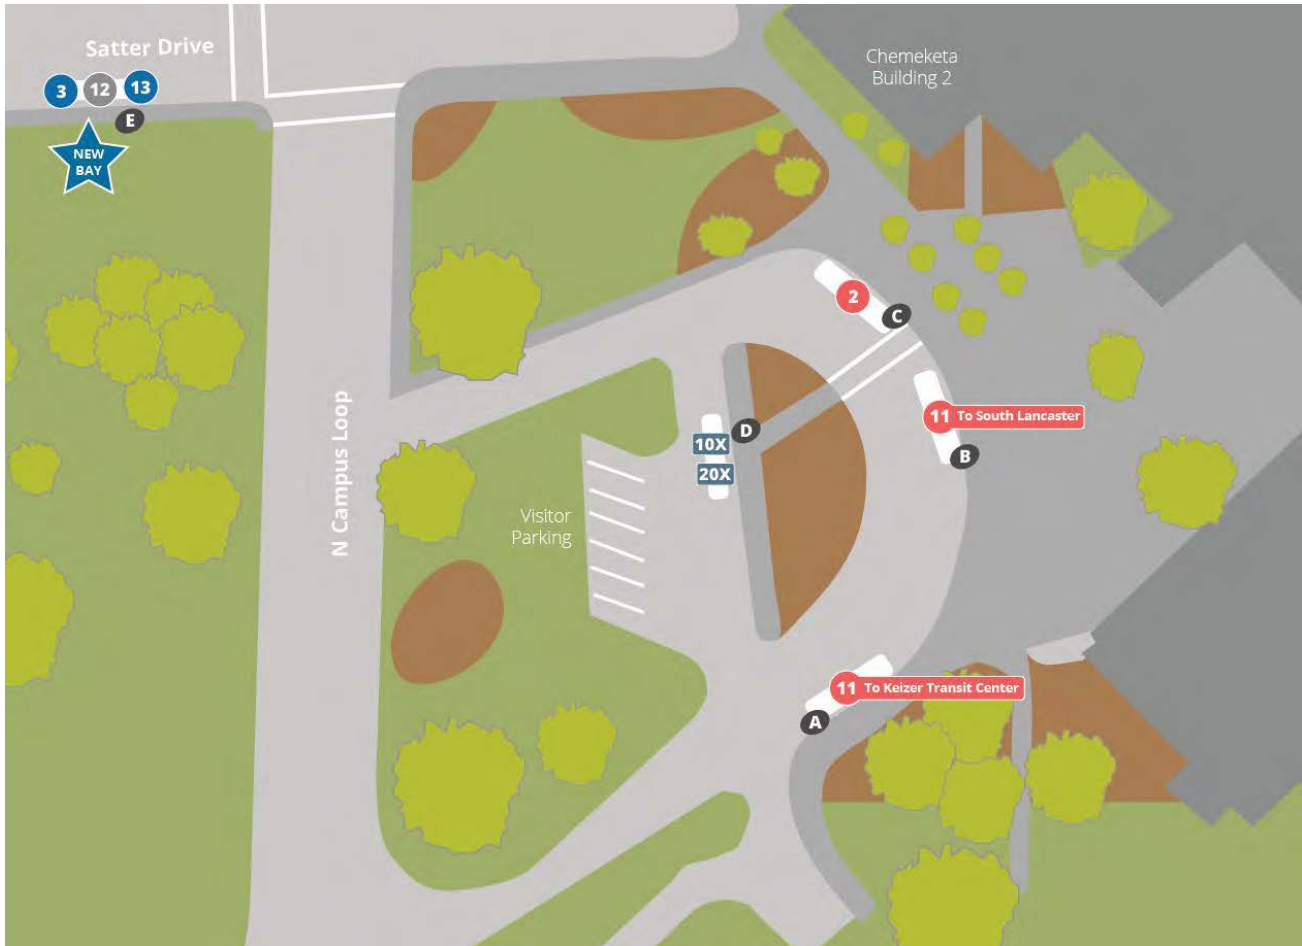 Satter Drive
3
12
13
E
NEW
BAY
Chemeketa
Building 2
2
C
11 To South Lancaster
B
D
10X
20X
N Campus Loop
Visitor
Parking
11 To Keizer Transit Center
A